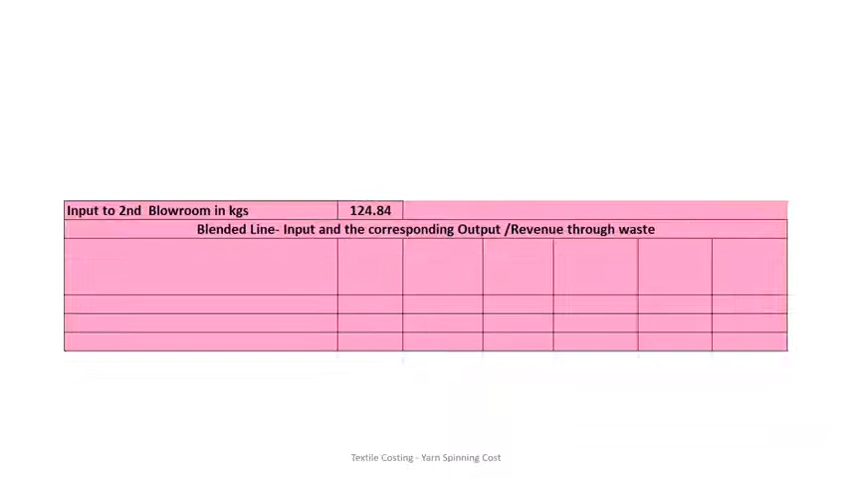 Input to 2nd  Blowroom in kgs 124.84
Blended Line- Input and the corresponding Output /Revenue through waste
Textile Costing - Yarn Spinning Cost